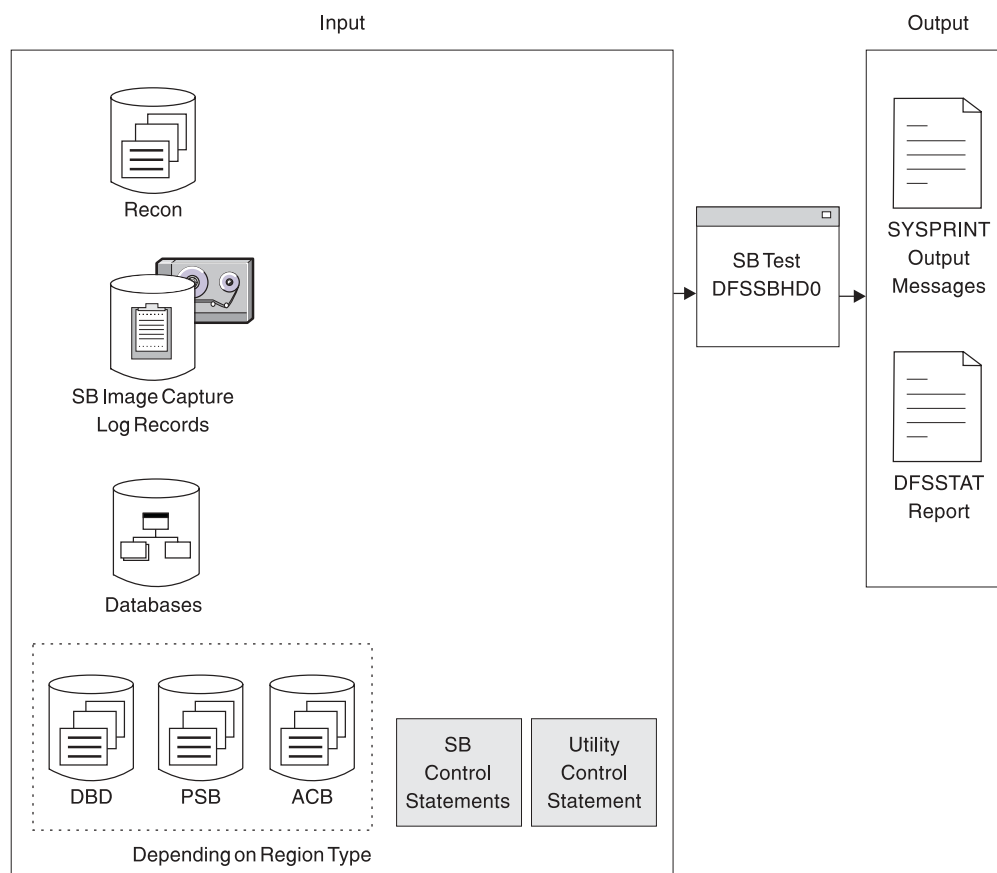 Input
Output
Recon
SB Image Capture
Log Records
Databases
DBD
PSB
ACB
Depending on Region Type
SB
Control
Statements
Utility
Control
Statement
SB Test
DFSSBHD0
SYSPRINT
Output
Messages
DFSSTAT
Report